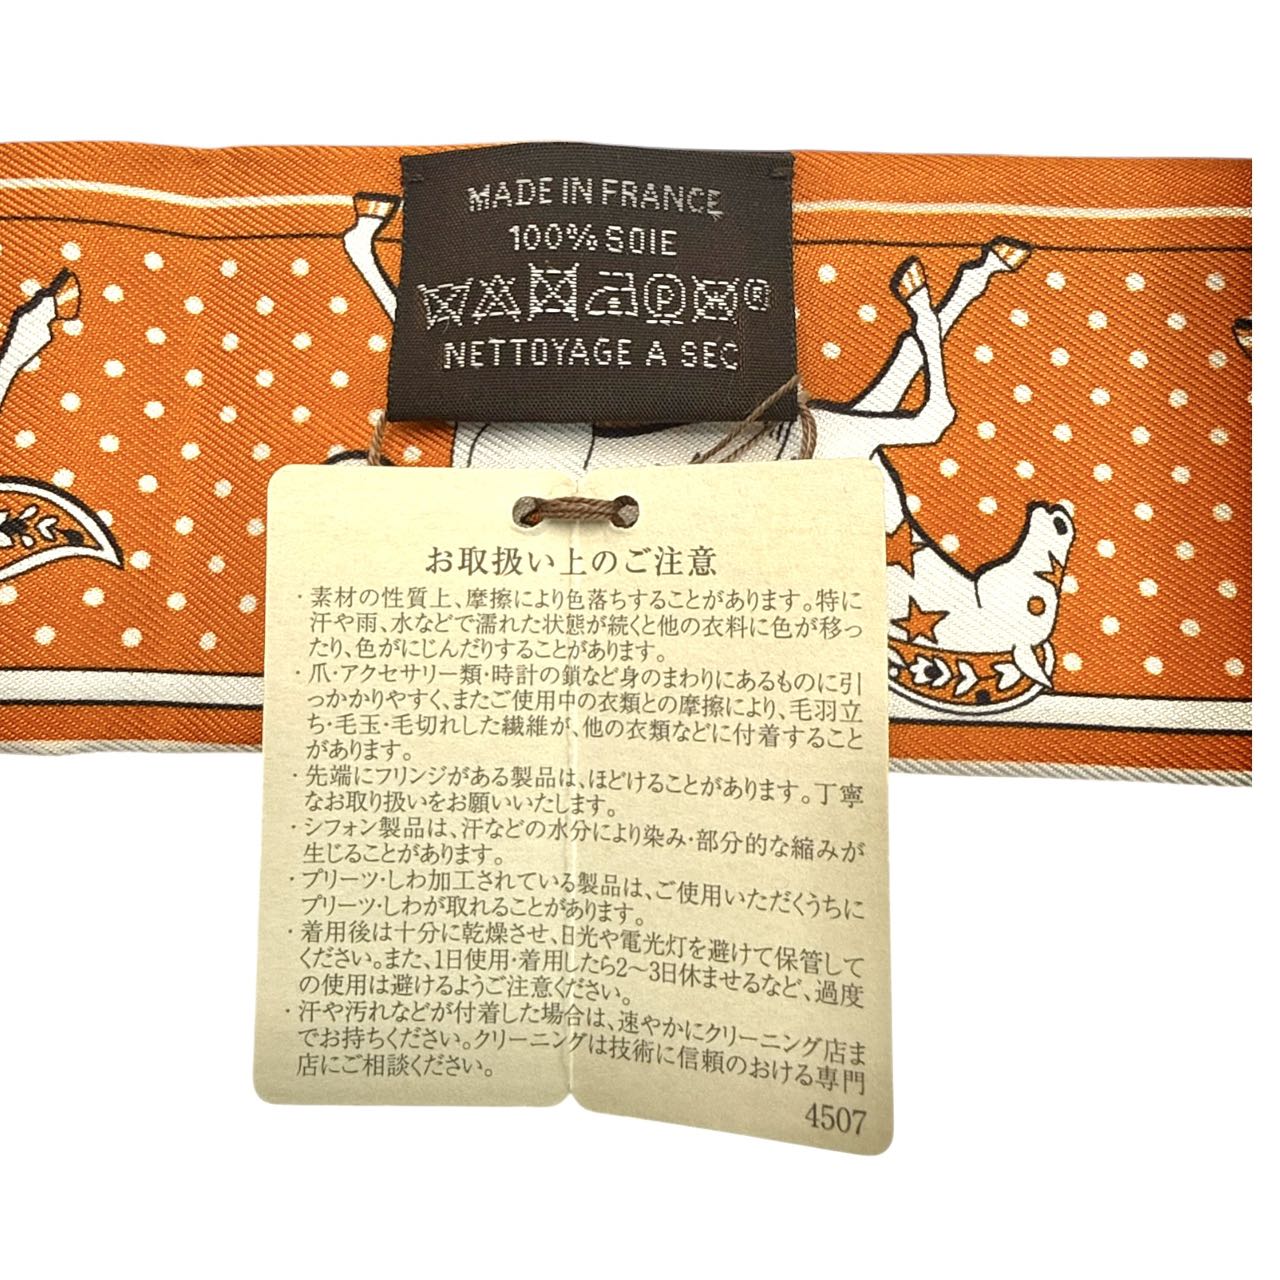 MADE IN FRANCE
100% SOIE
P
®
NETTOYAGE A SEC
お取扱い上のご注意
・素材の性質上、摩擦により色落ちすることがあります。特に
汗や雨、水などで濡れた状態が続くと他の衣料に色が移っ
たり、色がにじんだりすることがあります。
・爪・アクセサリー類・時計の鎖など身のまわりにあるものに引
っかかりやすく、またご使用中の衣類との摩擦により、毛羽立
ち・毛玉・毛切れした繊維が、他の衣類などに付着すること
があります。
・先端にフリンジがある製品は、ほどけることがあります。丁寧
なお取り扱いをお願いいたします。
・シフォン製品は、汗などの水分により染み・部分的な縮みが
生じることがあります。
・プリーツ・しわ加工されている製品は、ご使用いただくうちに
プリーツ・しわが取れることがあります。
・着用後は十分に乾燥させ、日光や電光灯を避けて保管して
ください。また、1日使用・着用したら2〜3日休ませるなど、過度
の使用は避けるようご注意ください。
・汗や汚れなどが付着した場合は、速やかにクリーニング店ま
でお持ちください。クリーニングは技術に信頼のおける専門
店にご相談ください。
4507